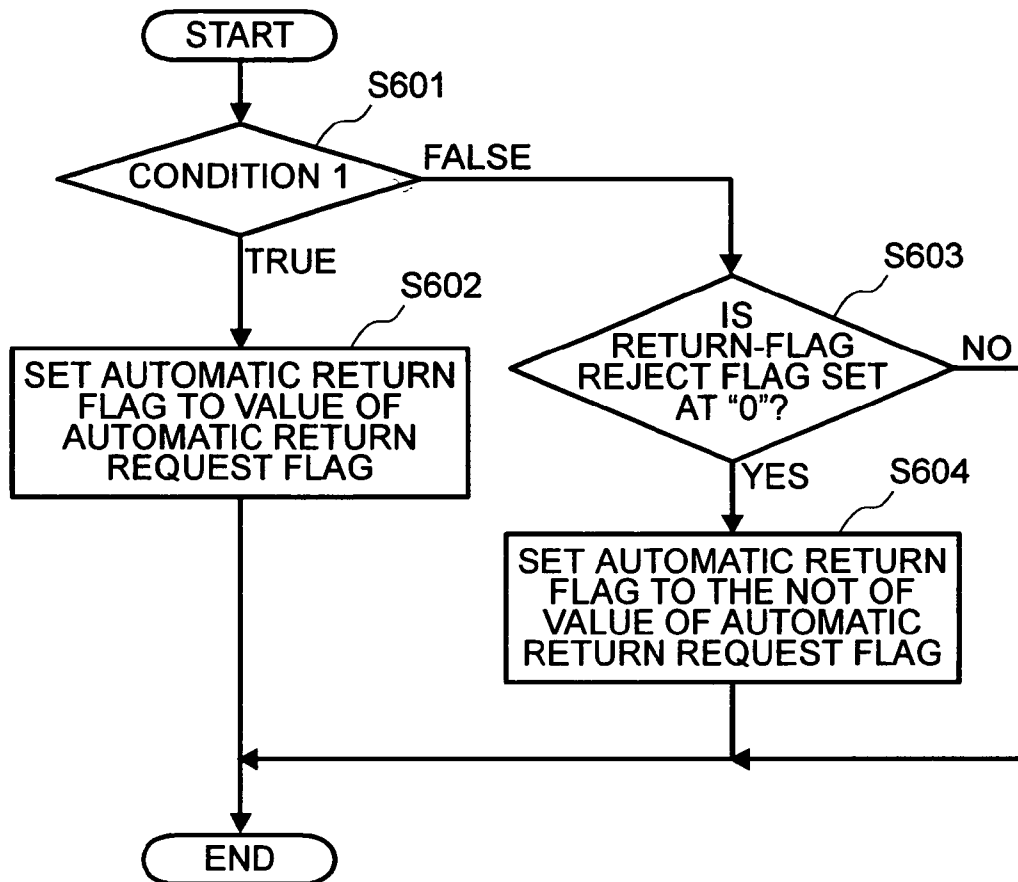 START
S601
CONDITION 1
FALSE
TRUE
S602
SET AUTOMATIC RETURN
FLAG TO VALUE OF
AUTOMATIC RETURN
REQUEST FLAG
S603
IS
RETURN-FLAG
REJECT FLAG SET
AT “0”?
NO
YES
S604
SET AUTOMATIC RETURN
FLAG TO THE NOT OF
VALUE OF AUTOMATIC
RETURN REQUEST FLAG
END